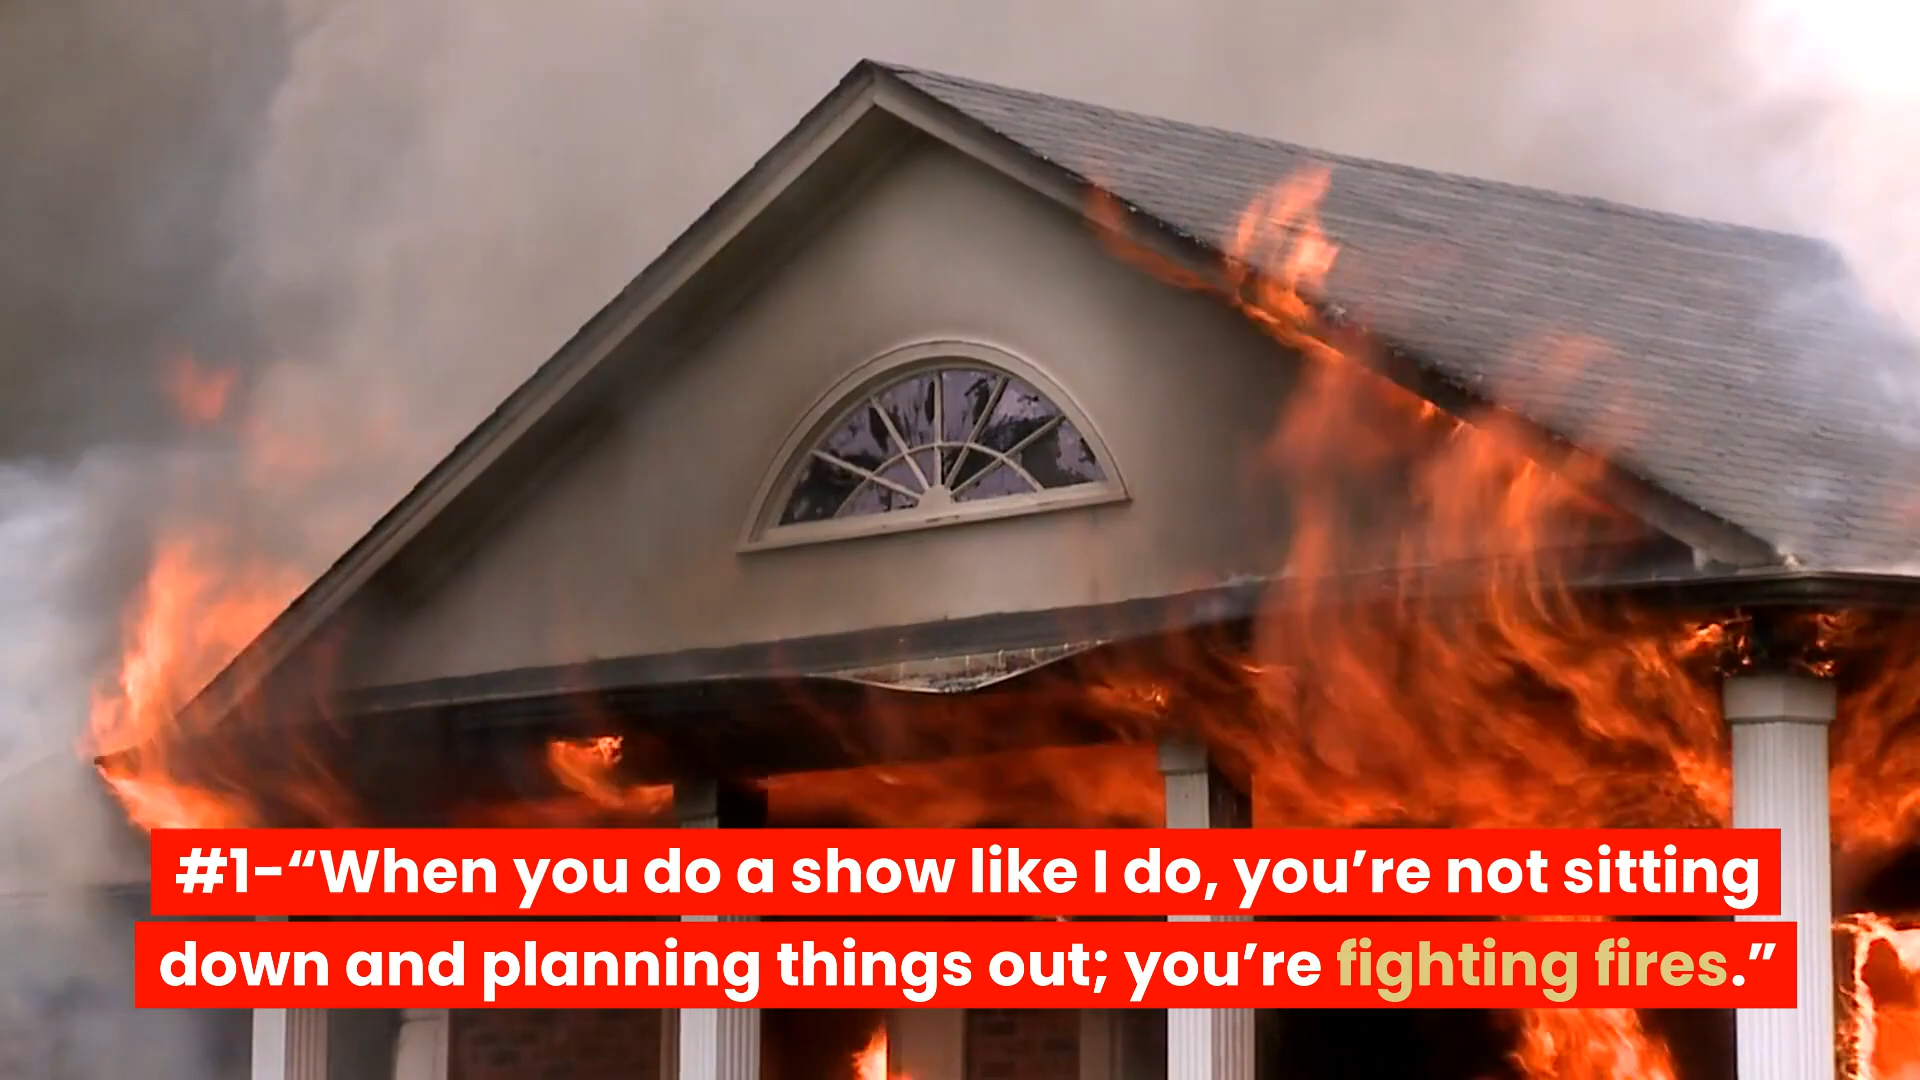 #1-“When you do a show like I do, you’re not sitting
down and planning things out; you’re fighting fires.”